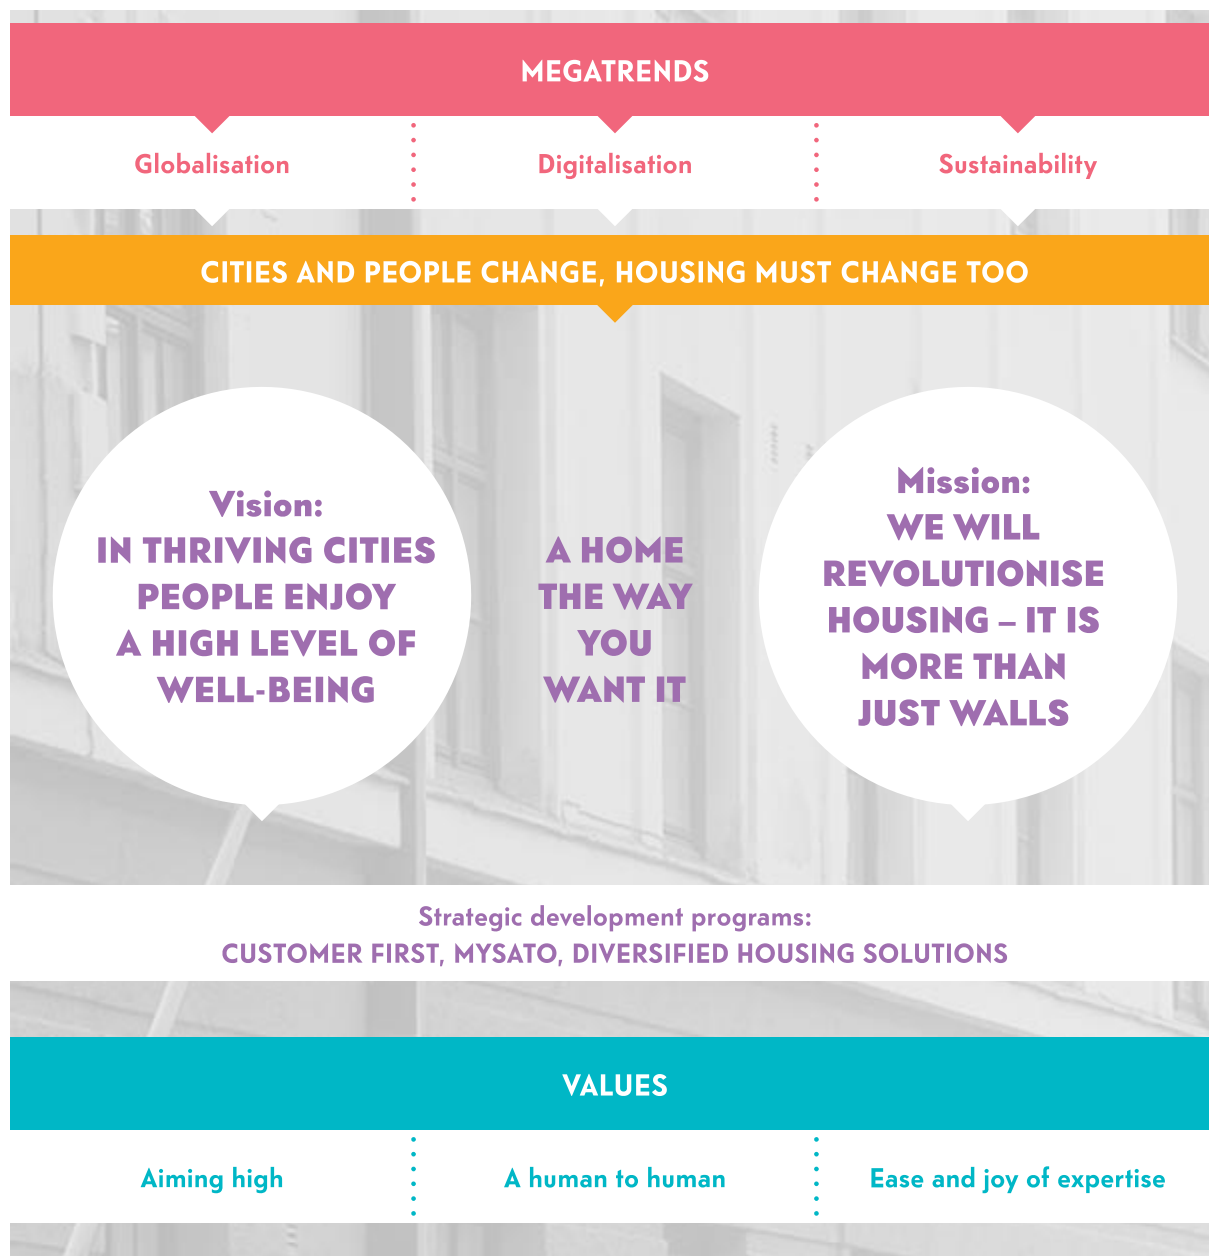 MEGATRENDS
Globalisation
Digitalisation
Sustainability
CITIES AND PEOPLE CHANGE, HOUSING MUST CHANGE TOO
Vision:
IN THRIVING CITIES
PEOPLE ENJOY
A HIGH LEVEL OF
WELL-BEING
A HOME
THE WAY
YOU
WANT IT
Mission:
WE WILL
REVOLUTIONISE
HOUSING – IT IS
MORE THAN
JUST WALLS
Strategic development programs:
CUSTOMER FIRST, MYSATO, DIVERSIFIED HOUSING SOLUTIONS
VALUES
Aiming high
A human to human
Ease and joy of expertise